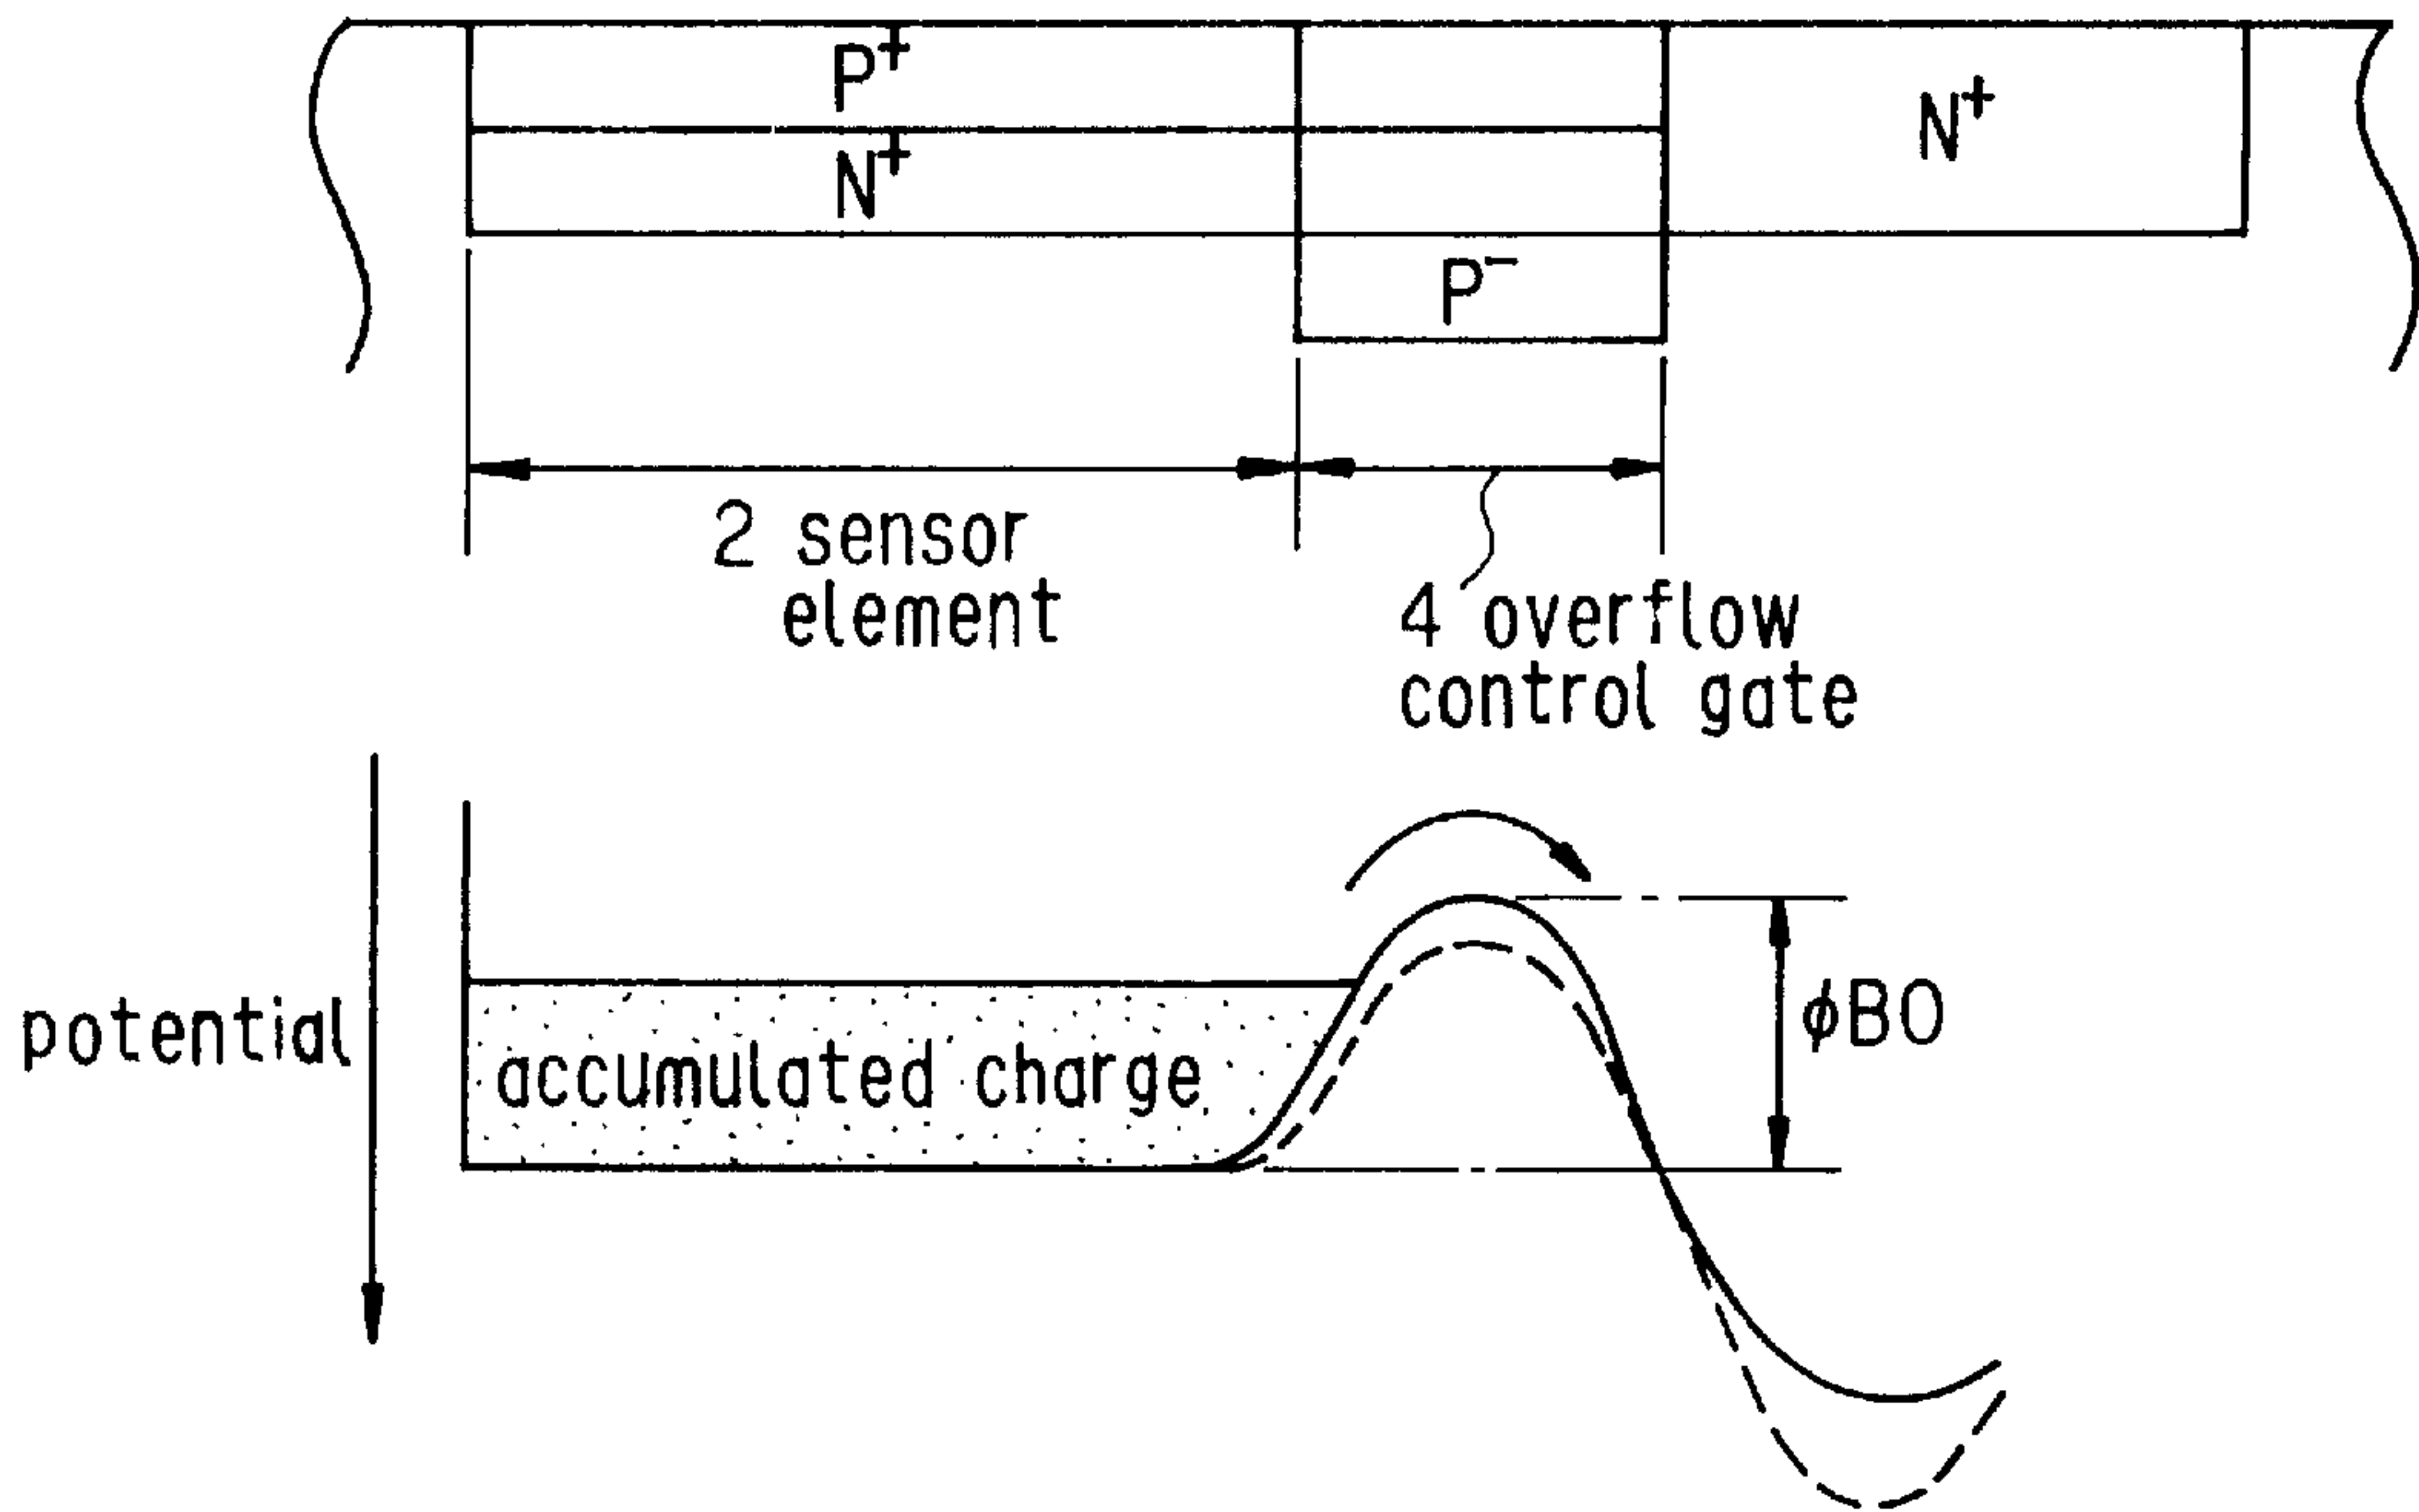 P+
N+
N+
P-
2 sensor
element
4 overflow
control gate
potential
accumulated charge
φBO